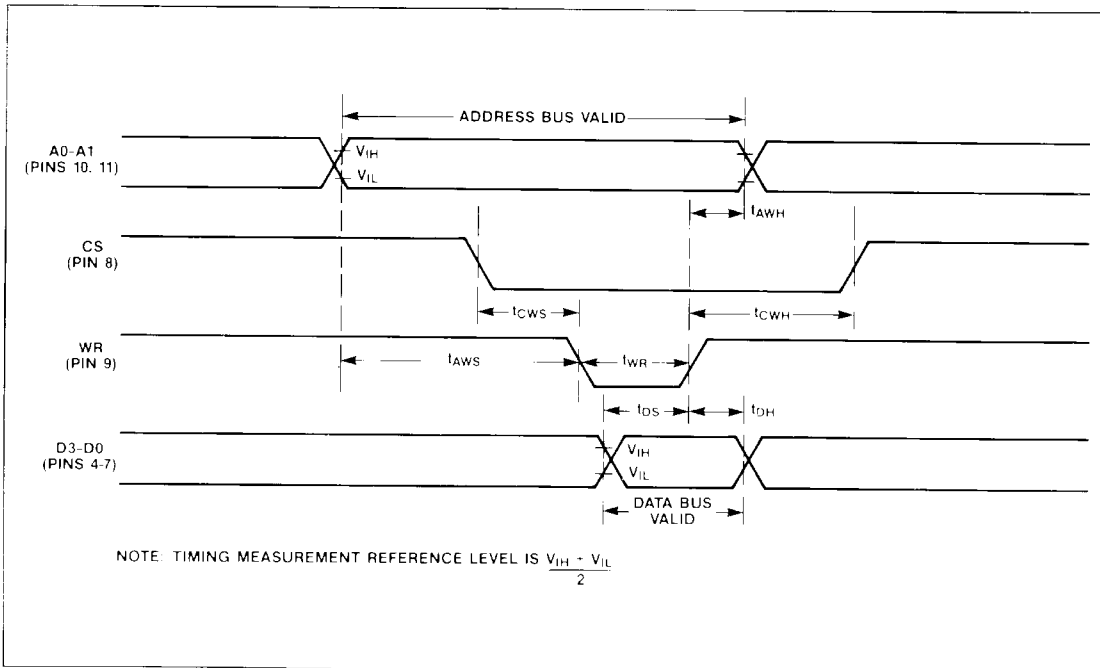 ADDRESS BUS VALID
A0-A1
(PINS 10. 11)
VIH
VIL
tAWH
CS
(PIN 8)
tCWS
tCWH
WR
(PIN 9)
tAWS
tWR
tDS
tDH
D3-D0
(PINS 4-7)
VIH
VIL
DATA BUS
VALID
NOTE: TIMING MEASUREMENT REFERENCE LEVEL IS VIH + VIL
2